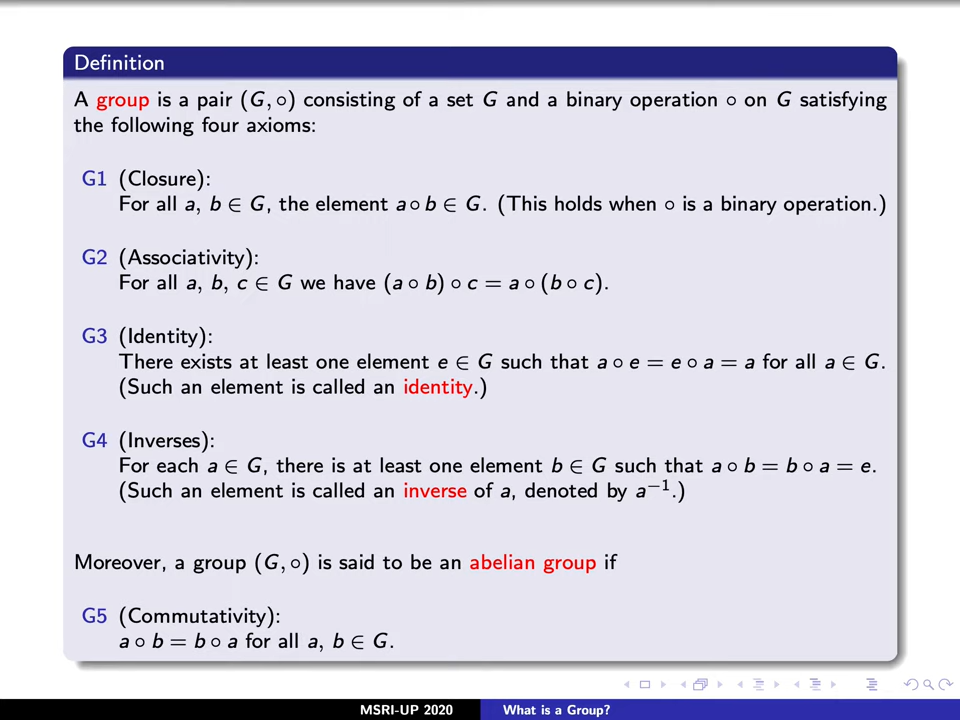 Definition
A group is a pair (G, ∘) consisting of a set G and a binary operation ∘ on G satisfying
the following four axioms:
G1 (Closure):
For all a, b ∈ G, the element a ∘ b ∈ G. (This holds when ∘ is a binary operation.)
G2 (Associativity):
For all a, b, c ∈ G we have (a ∘ b) ∘ c = a ∘ (b ∘ c).
G3 (Identity):
There exists at least one element e ∈ G such that a ∘ e = e ∘ a = a for all a ∈ G.
(Such an element is called an identity.)
G4 (Inverses):
For each a ∈ G, there is at least one element b ∈ G such that a ∘ b = b ∘ a = e.
(Such an element is called an inverse of a, denoted by a⁻¹.)
Moreover, a group (G, ∘) is said to be an abelian group if
G5 (Commutativity):
a ∘ b = b ∘ a for all a, b ∈ G.
MSRI-UP 2020 What is a Group?